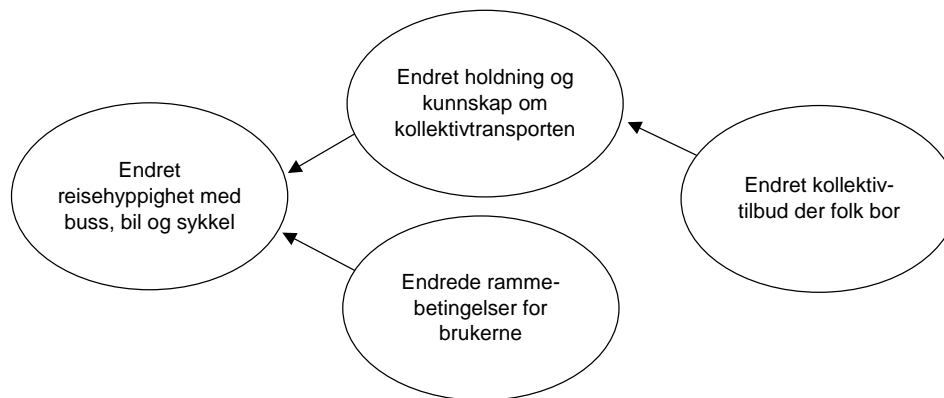 Endret holdning og
kunnskap om
kollektivtransporten
Endret
reisehyppighet med
buss, bil og sykkel
Endret kollektiv-
tilbud der folk bor
Endrede ramme-
betingelser for
brukerne